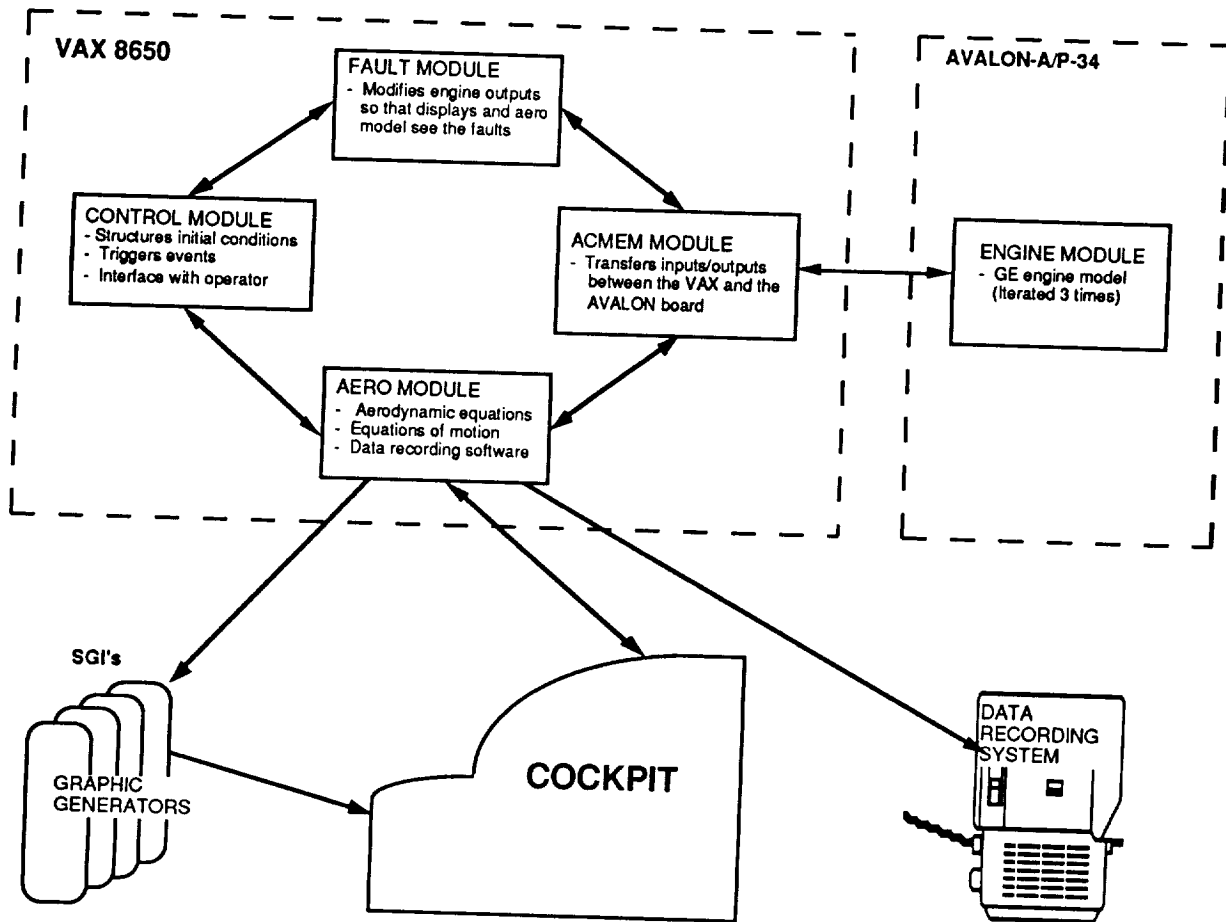 VAX 8650
AVALON-A/P-34
FAULT MODULE
- Modifies engine outputs
so that displays and aero
model see the faults
CONTROL MODULE
- Structures initial conditions
- Triggers events
- Interface with operator
ACMEM MODULE
- Transfers inputs/outputs
between the VAX and the
AVALON board
ENGINE MODULE
- GE engine model
(Iterated 3 times)
AERO MODULE
- Aerodynamic equations
- Equations of motion
- Data recording software
SGI's
GRAPHIC
GENERATORS
COCKPIT
DATA
RECORDING
SYSTEM